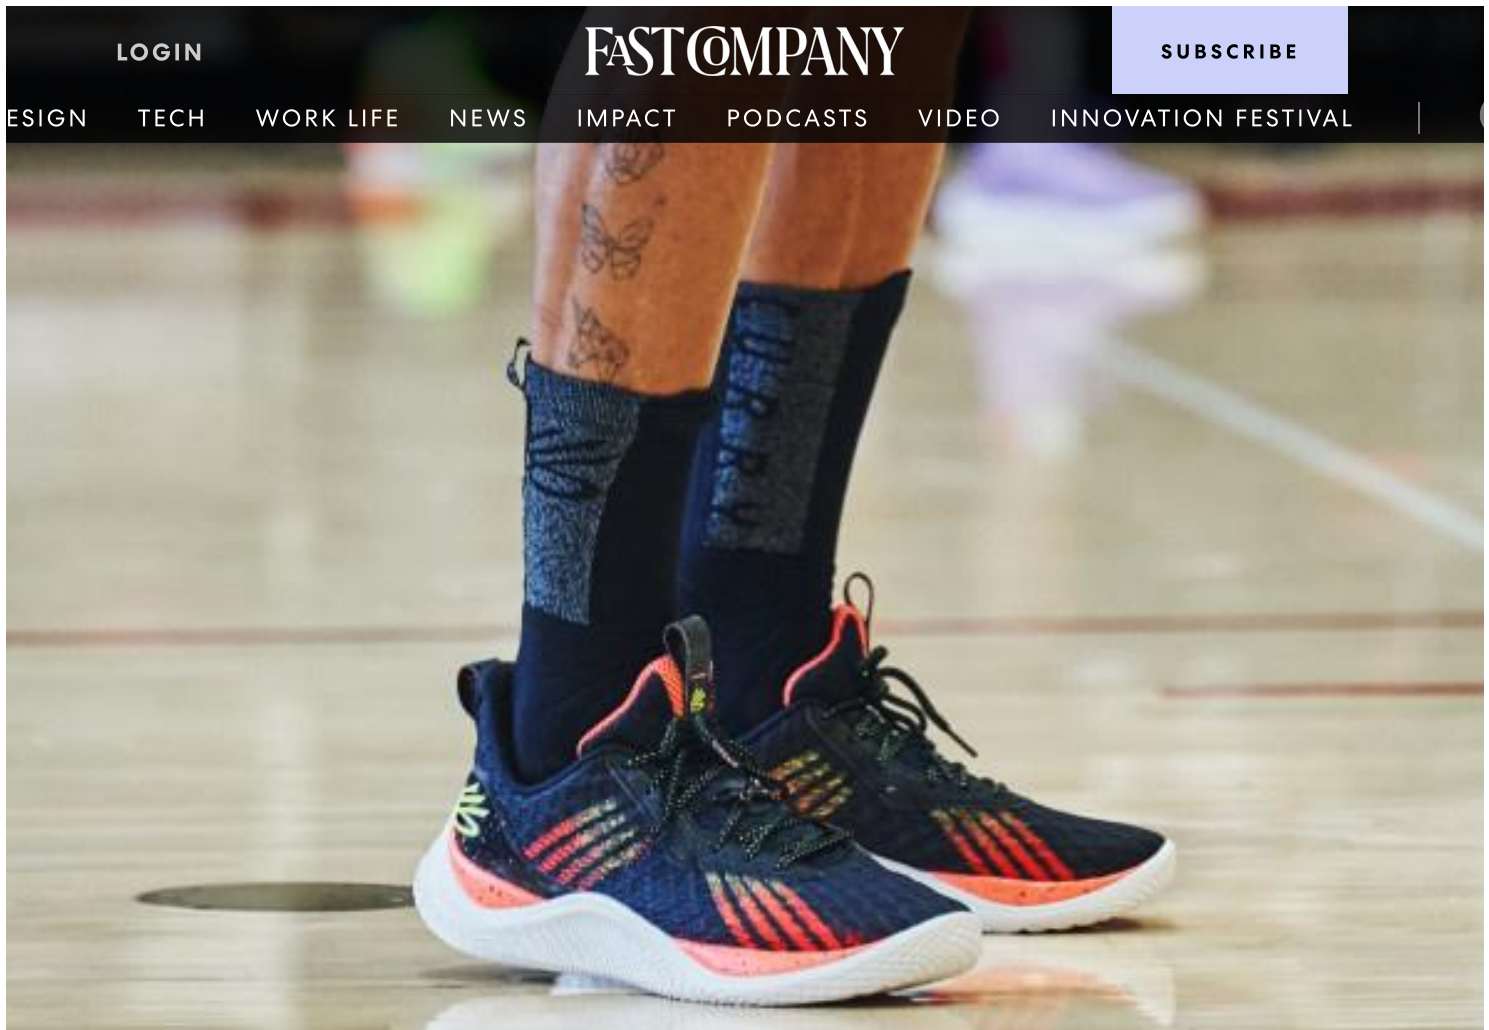 LOGIN
FAST COMPANY
SUBSCRIBE
ESIGN TECH WORK LIFE NEWS IMPACT PODCASTS VIDEO INNOVATION FESTIVAL
CURRY